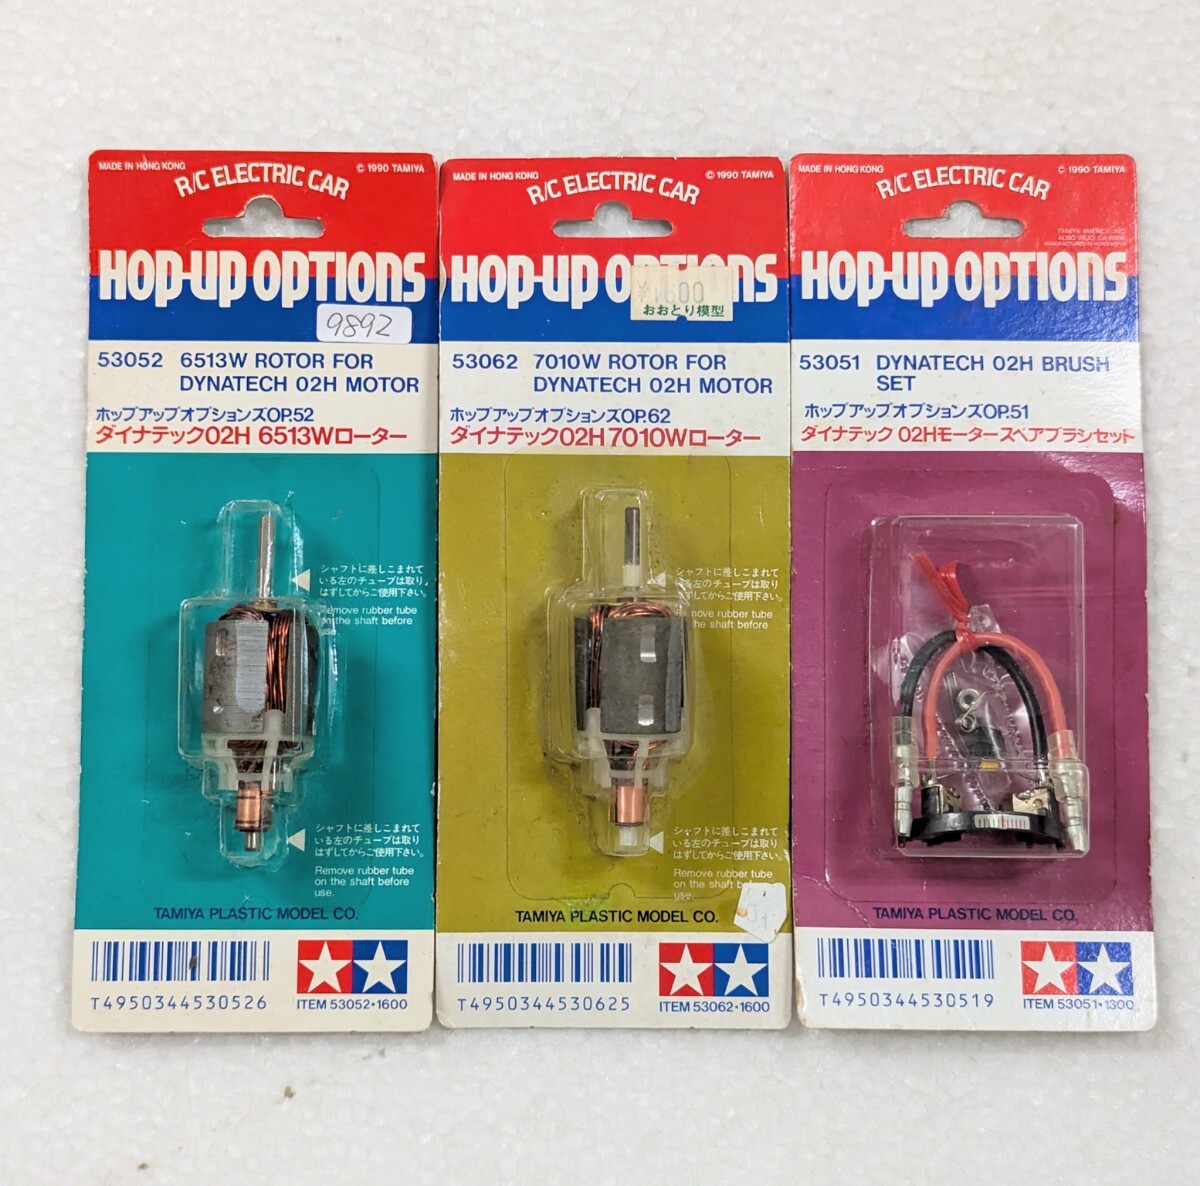 MADE IN HONG KONG
© 1990 TAMIYA
R/C ELECTRIC CAR
HOP-UP OPTIONS
9892
53052 6513W ROTOR FOR
DYNATECH 02H MOTOR
ホップアップオプションズOP.52
ダイナテック02H 6513Wローター
シャフトに差しこまれて
いる左のチューブは取り
はずしてからご使用下さい。
Remove rubber tube
on the shaft before
use.
シャフトに差しこまれて
いる左のチューブは取り
はずしてからご使用下さい。
Remove rubber tube
on the shaft before
use.
TAMIYA PLASTIC MODEL CO.
T4950344530526
ITEM 53052・1600
MADE IN HONG KONG
© 1990 TAMIYA
R/C ELECTRIC CAR
HOP-UP OPTIONS
600
おおとり模型
53062 7010W ROTOR FOR
DYNATECH 02H MOTOR
ホップアップオプションズOP.62
ダイナテック02H 7010Wローター
シャフトに差しこまれて
いる左のチューブは取り
はずしてからご使用下さい。
Remove rubber tube
on the shaft before
use.
シャフトに差しこまれて
いる左のチューブは取り
はずしてからご使用下さい。
Remove rubber tube
on the shaft before
use.
TAMIYA PLASTIC MODEL CO.
T4950344530625
ITEM 53062・1600
MADE IN HONG KONG
© 1990 TAMIYA
R/C ELECTRIC CAR
TAMIYA AMERICA, INC.
HOP-UP OPTIONS
53051 DYNATECH 02H BRUSH
SET
ホップアップオプションズOP.51
ダイナテック 02Hモータースペアブラシセット
TAMIYA PLASTIC MODEL CO.
T4950344530519
ITEM 53051・1300